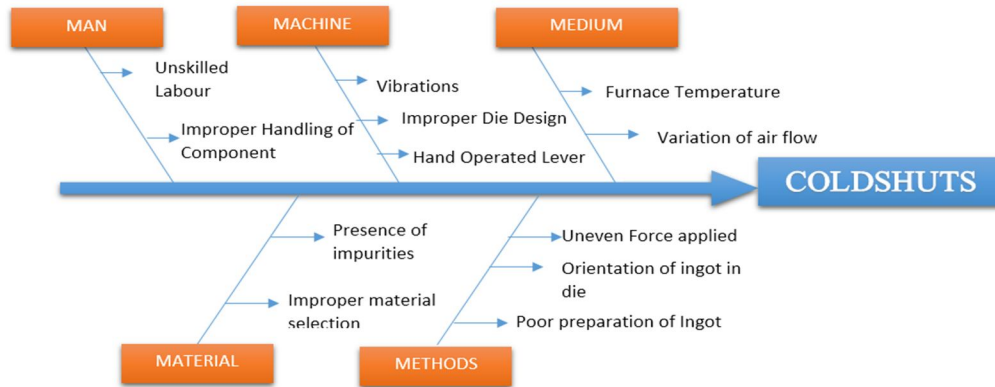 MAN
MACHINE
MEDIUM
Unskilled
Labour
Improper Handling of
Component
Vibrations
Improper Die Design
Hand Operated Lever
Furnace Temperature
Variation of air flow
COLDSHUTS
Presence of
impurities
Improper material
selection
Uneven Force applied
Orientation of ingot in
die
Poor preparation of Ingot
MATERIAL
METHODS